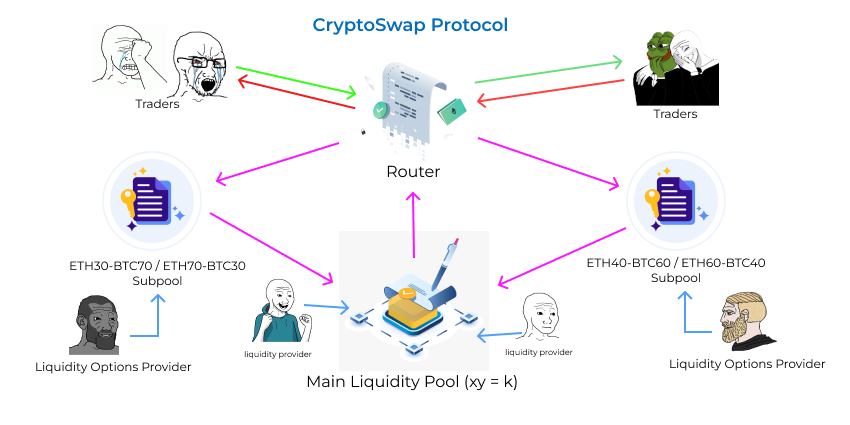 CryptoSwap Protocol
Traders
Traders
Router
ETH30-BTC70 / ETH70-BTC30
Subpool
ETH40-BTC60 / ETH60-BTC40
Subpool
liquidity provider
liquidity provider
Liquidity Options Provider
Liquidity Options Provider
Main Liquidity Pool (xy = k)